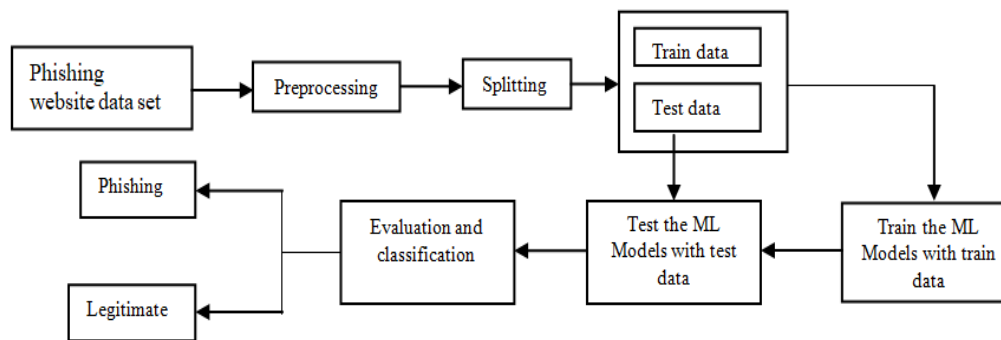 Phishing
website data set
Preprocessing
Splitting
Train data
Test data
Phishing
Legitimate
Evaluation and
classification
Test the ML
Models with test
data
Train the ML
Models with train
data